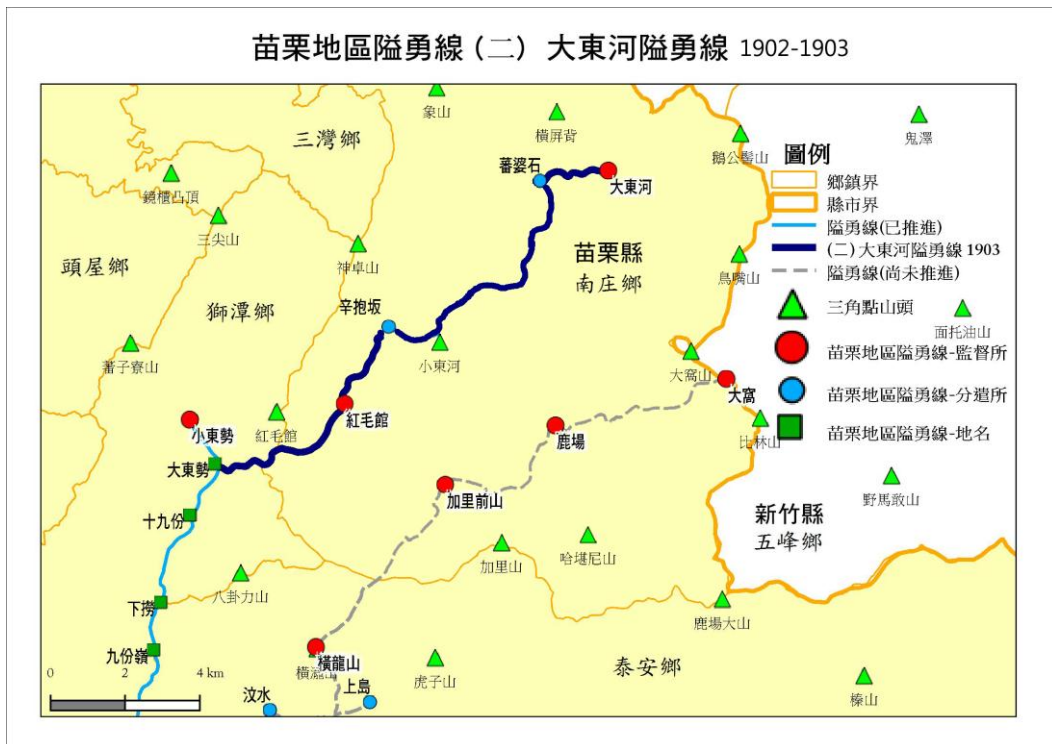 苗栗地區隘勇線(二) 大東河隘勇線 1902-1903
象山
三灣鄉
橫屏背
鬼澤
鵝公髻山
圖例
鄉鎮界
縣市界
隘勇線(已推進)
(二)大東河隘勇線 1903
隘勇線(尚未推進)
三角點山頭
苗栗地區隘勇線-監督所
苗栗地區隘勇線-分遣所
苗栗地區隘勇線-地名
蕃婆石
大東河
鏡櫃凸頂
三尖山
神卓山
頭屋鄉
獅潭鄉
苗栗縣
南庄鄉
鳥嘴山
面托油山
辛抱坂
小東河
蕃子寮山
大窩山
大窩
比林山
小東勢
紅毛館
紅毛館
鹿場
大東勢
加里前山
野馬敢山
十九份
新竹縣
五峰鄉
加里山
哈堪尼山
八卦力山
下撈
鹿場大山
九份嶺
橫龍山
虎子山
泰安鄉
榛山
上島
汶水
0 2 4 km